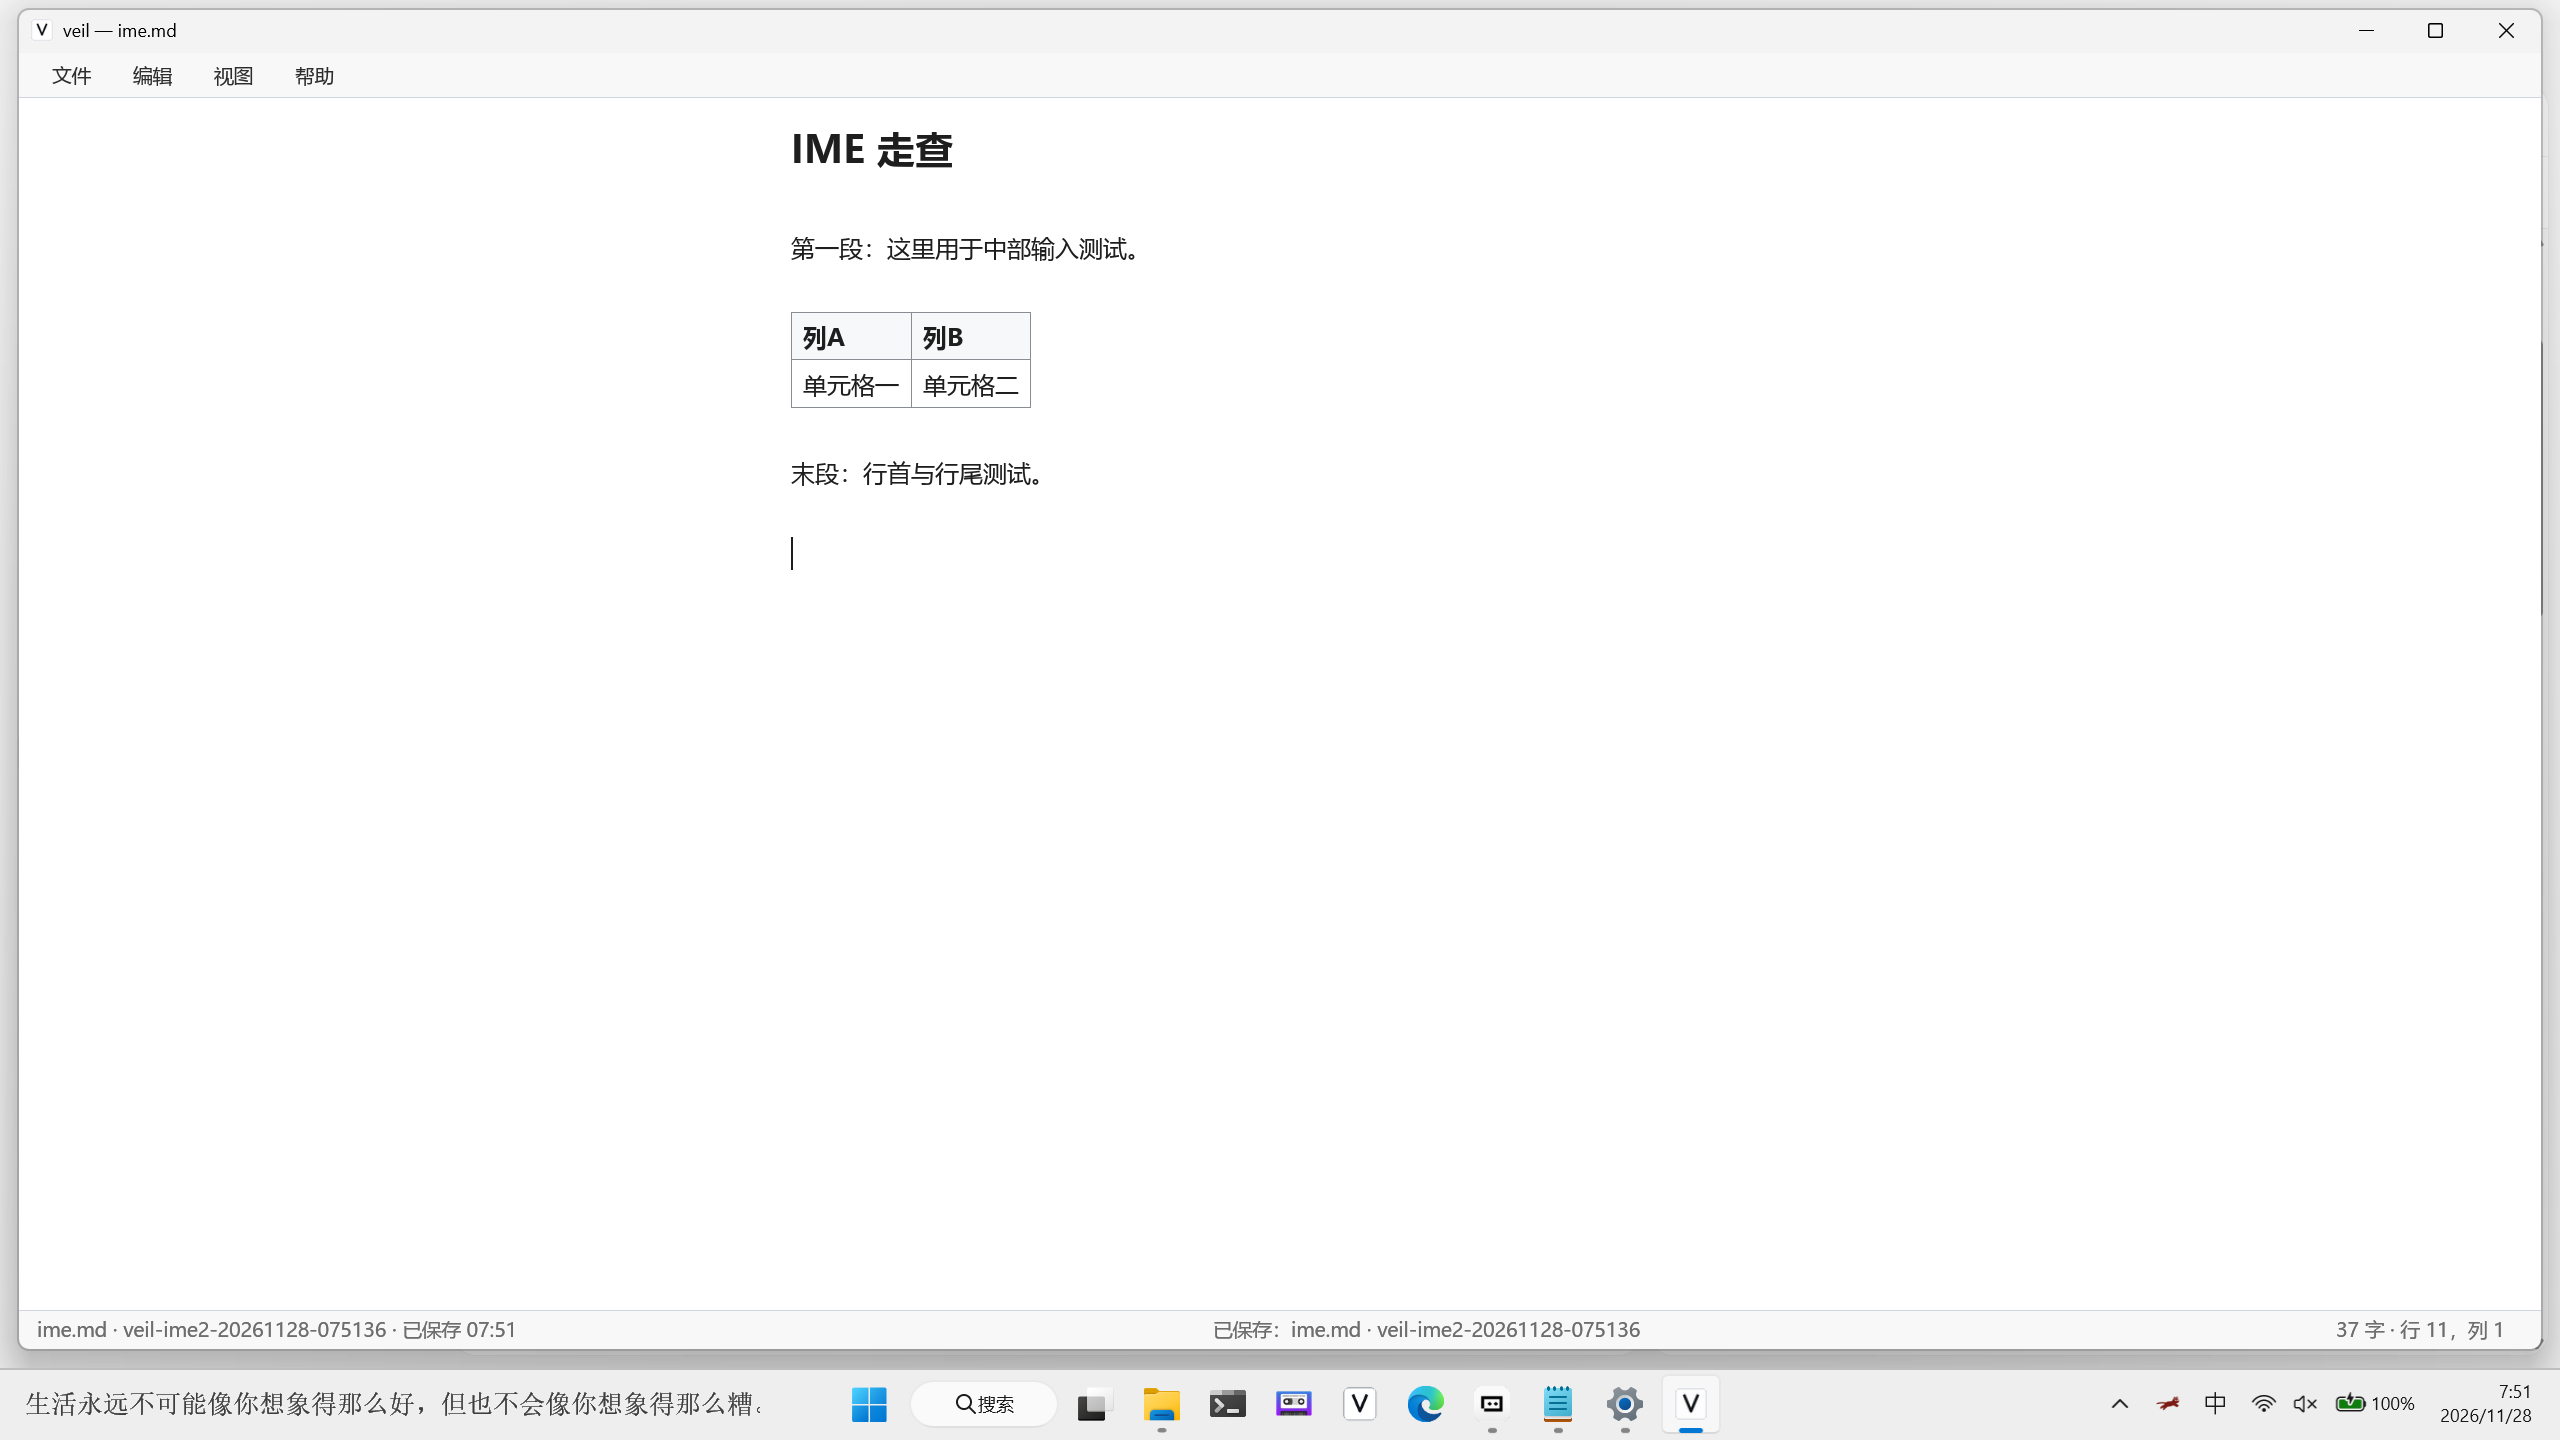 V veil — ime.md
文件 编辑 视图 帮助
IME 走查
第一段：这里用于中部输入测试。
列A 列B
单元格一 单元格二
末段：行首与行尾测试。
ime.md · veil-ime2-20261128-075136 · 已保存 07:51 已保存：ime.md · veil-ime2-20261128-075136 37 字 · 行 11，列 1
生活永远不可能像你想象得那么好，但也不会像你想象得那么糟。 搜索 V V 中 100% 7:51
2026/11/28